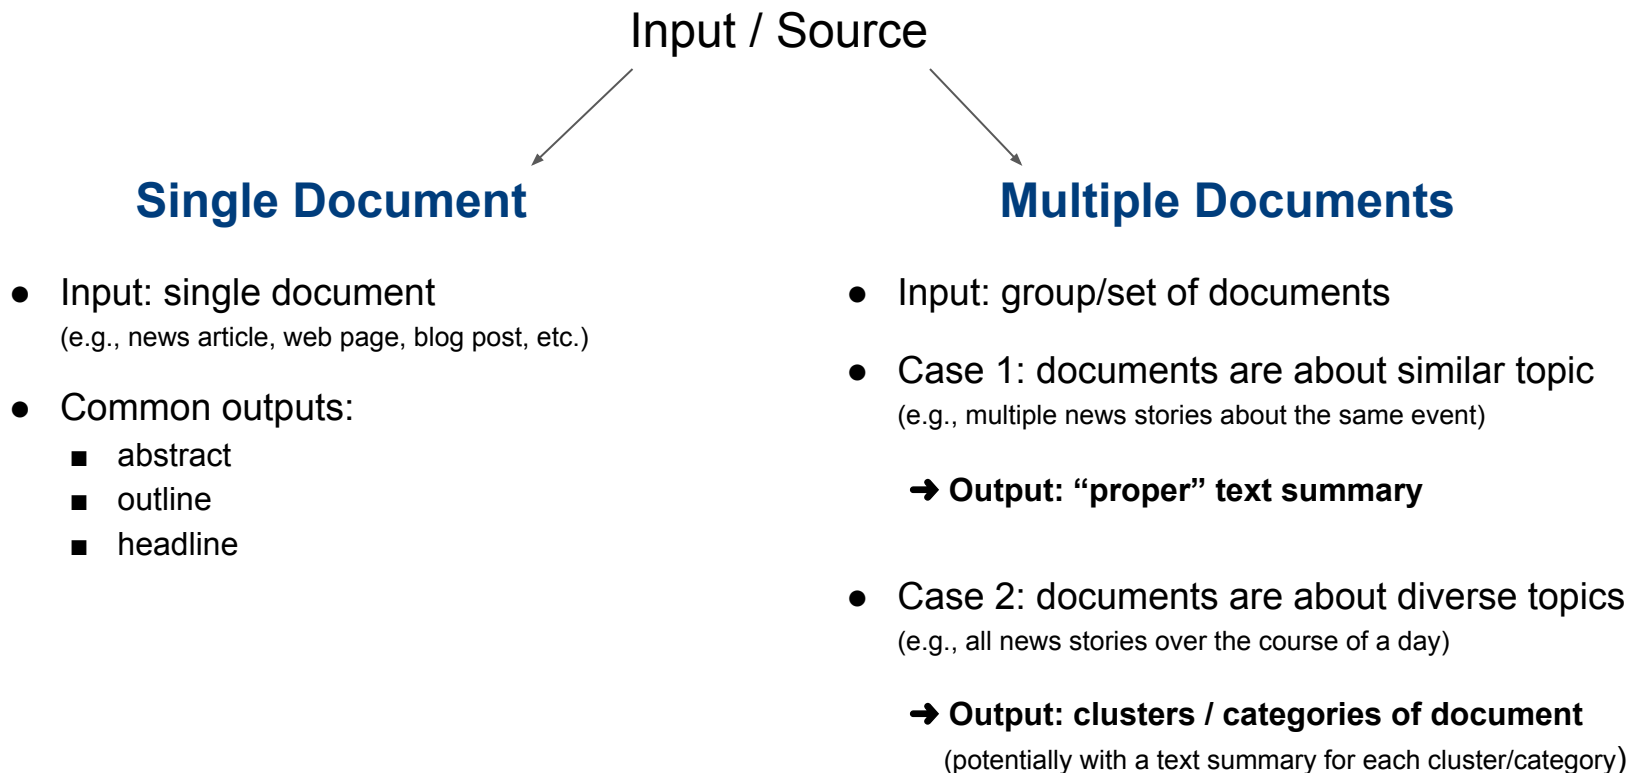 Input / Source
Single Document
● Input: single document
(e.g., news article, web page, blog post, etc.)
● Common outputs:
■ abstract
■ outline
■ headline
Multiple Documents
● Input: group/set of documents
● Case 1: documents are about similar topic
(e.g., multiple news stories about the same event)
➜ Output: “proper” text summary
● Case 2: documents are about diverse topics
(e.g., all news stories over the course of a day)
➜ Output: clusters / categories of document
(potentially with a text summary for each cluster/category)